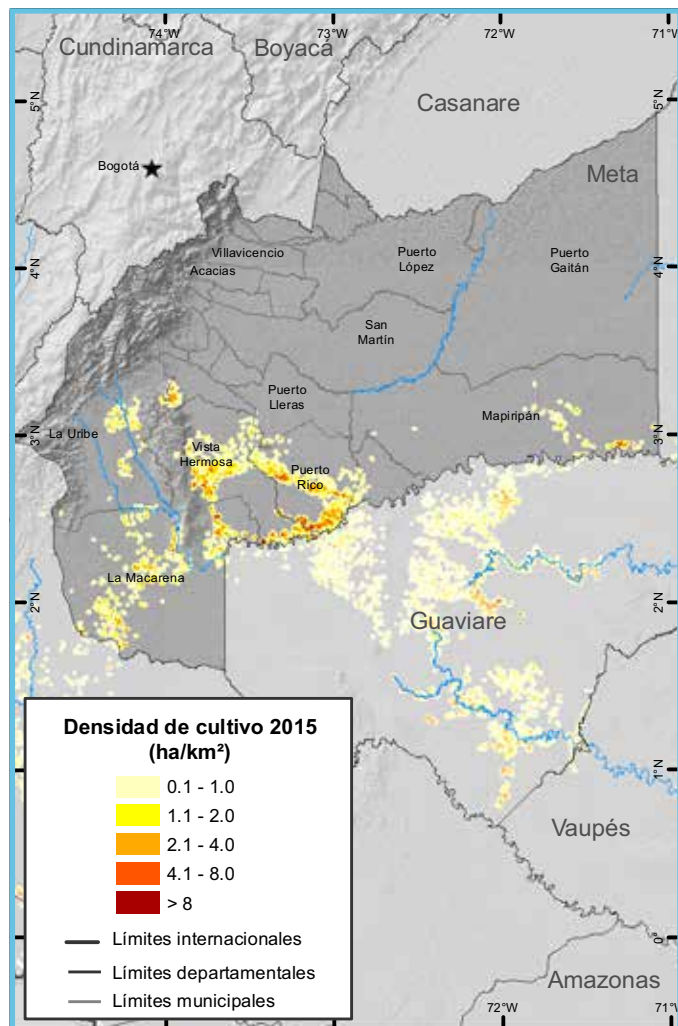 74°W
73°W
72°W
71°W
Cundinamarca
Boyacá
5°N
5°N
Casanare
Bogotá
Meta
Villavicencio
Acacias
Puerto
López
Puerto
Gaitán
4°N
4°N
San
Martín
Puerto
Lleras
Mapiripán
3°N
3°N
La Uribe
Vista
Hermosa
Puerto
Rico
La Macarena
2°N
2°N
Guaviare
1°N
Vaupés
0°
Amazonas
72°W
71°W
Densidad de cultivo 2015
(ha/km²)
0.1 - 1.0
1.1 - 2.0
2.1 - 4.0
4.1 - 8.0
> 8
Límites internacionales
Límites departamentales
Límites municipales
74°W
73°W